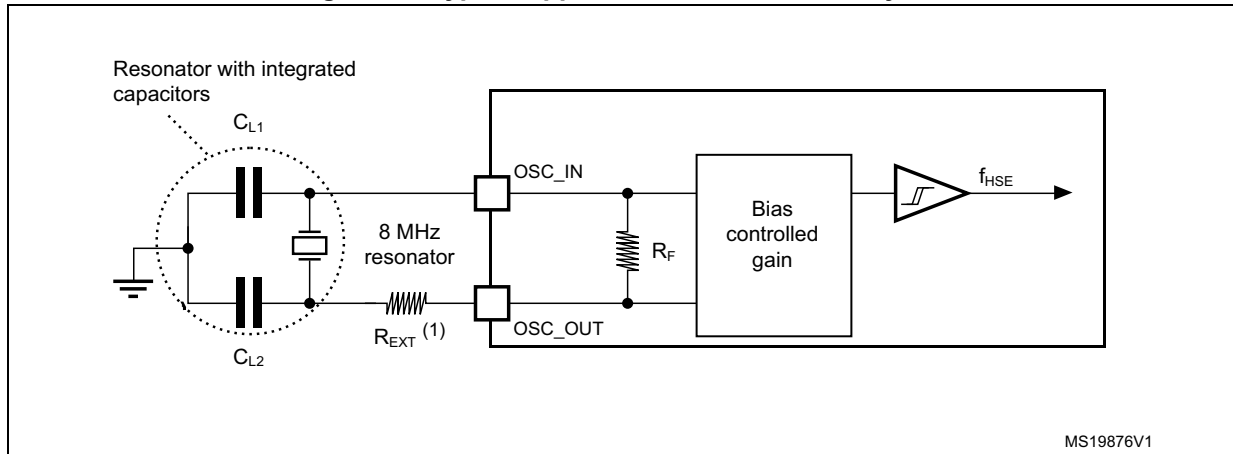 Resonator with integrated
capacitors
CL1
OSC_IN
fHSE
8 MHz
resonator
RF
Bias
controlled
gain
REXT (1)
OSC_OUT
CL2
MS19876V1